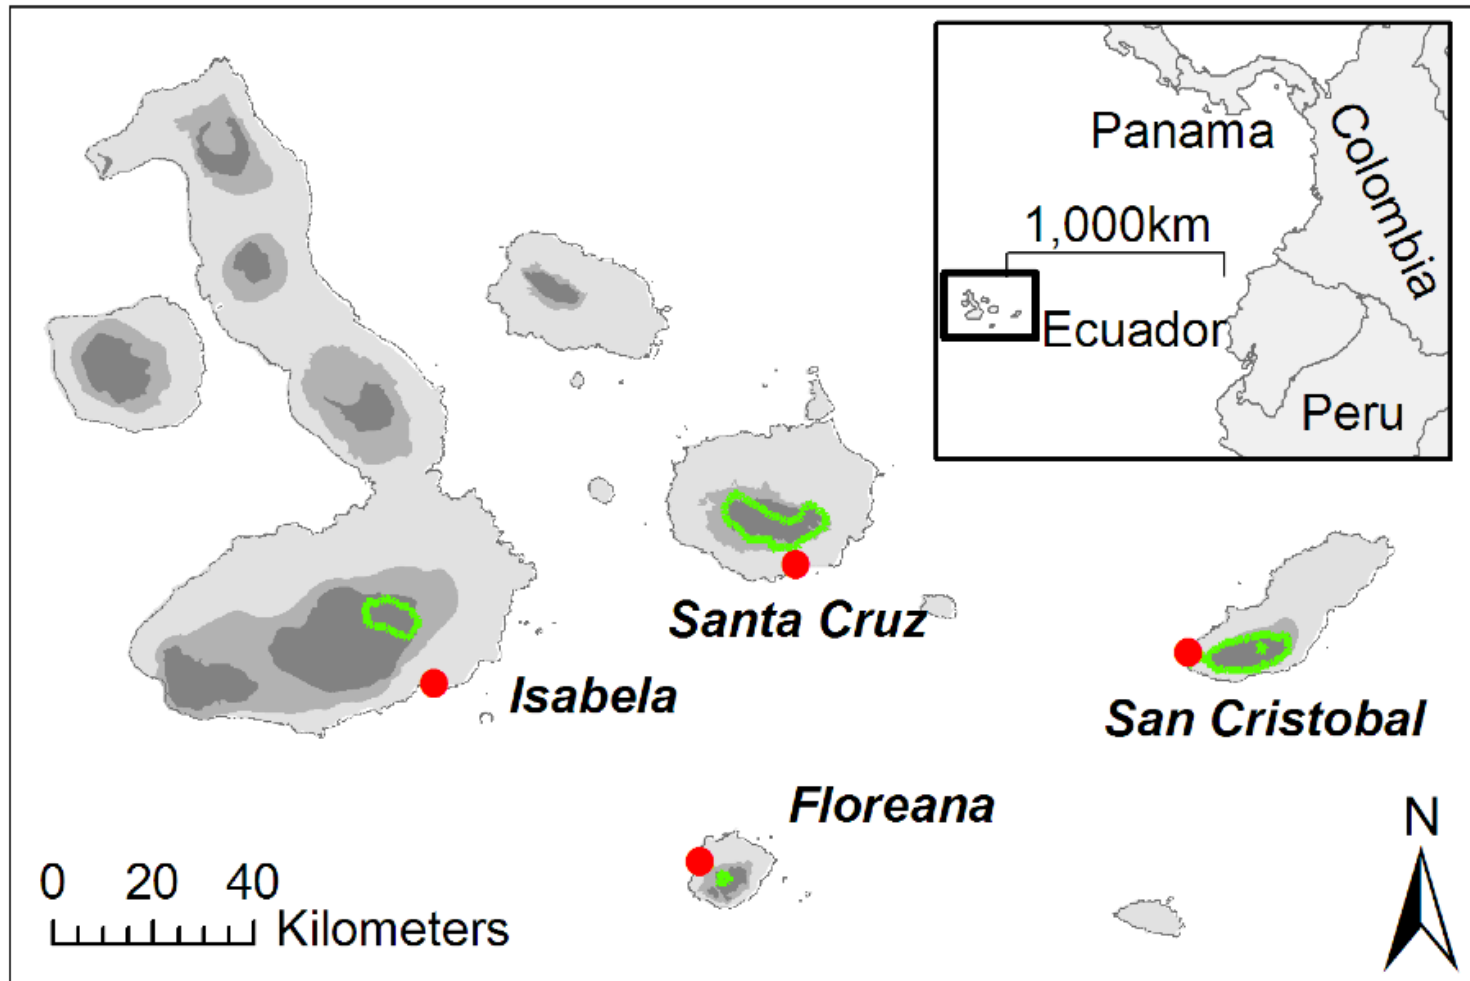 Panama
Colombia
1,000km
Ecuador
Peru
Santa Cruz
Isabela
San Cristobal
Floreana
N
0 20 40
Kilometers